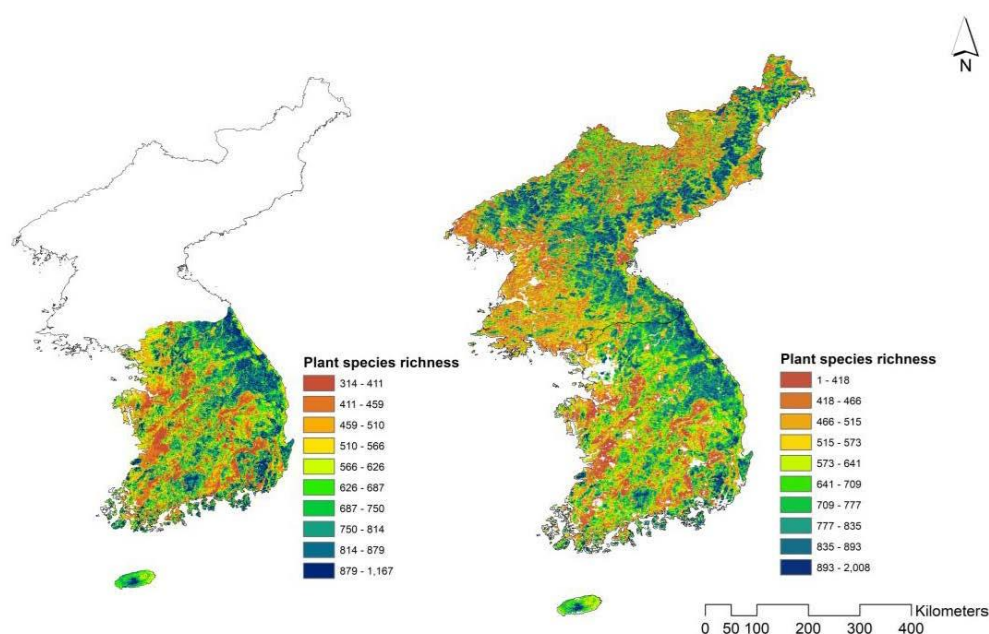 N
Plant species richness
314 - 411
411 - 459
459 - 510
510 - 566
566 - 626
626 - 687
687 - 750
750 - 814
814 - 879
879 - 1,167
Plant species richness
1 - 418
418 - 466
466 - 515
515 - 573
573 - 641
641 - 709
709 - 777
777 - 835
835 - 893
893 - 2,008
Kilometers
0 50 100 200 300 400